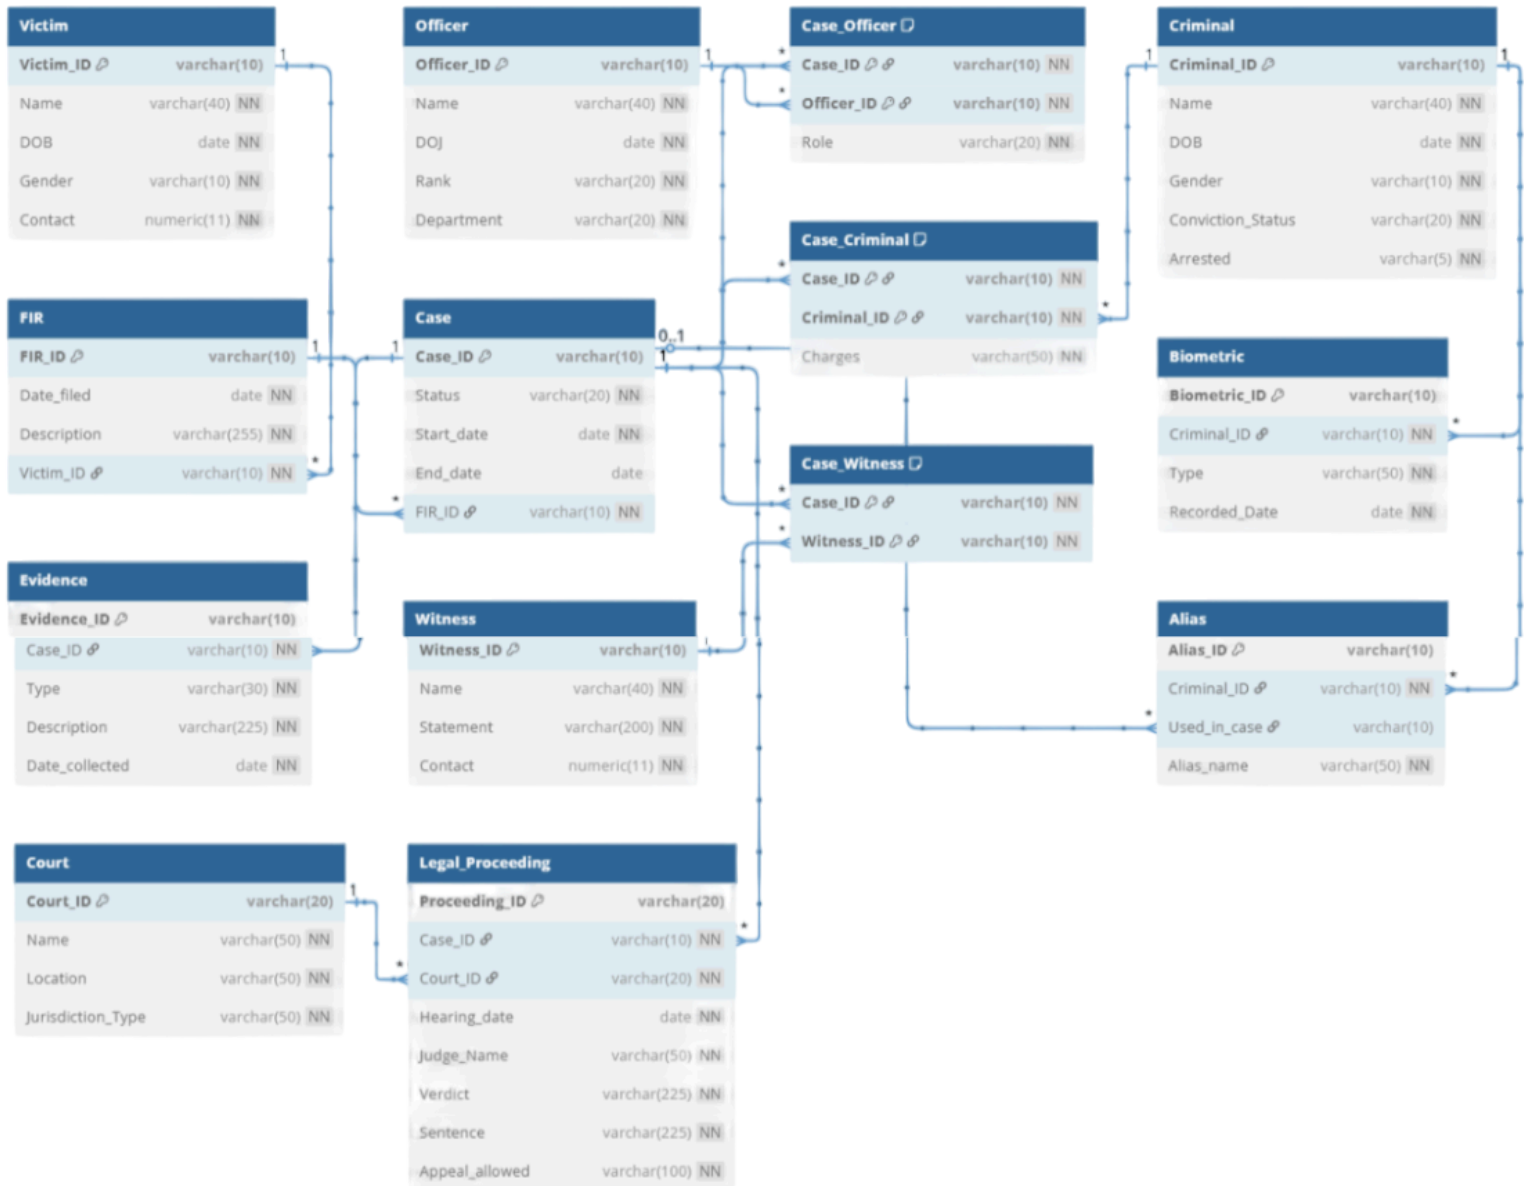 Victim
Victim_ID varchar(10)
Name varchar(40) NN
DOB date NN
Gender varchar(10) NN
Contact numeric(11) NN
1
Officer
Officer_ID varchar(10)
Name varchar(40) NN
DOJ date NN
Rank varchar(20) NN
Department varchar(20) NN
1
Case_Officer
* Case_ID varchar(10) NN
* Officer_ID varchar(10) NN
Role varchar(20) NN
Criminal
1 Criminal_ID varchar(10) 1
Name varchar(40) NN
DOB date NN
Gender varchar(10) NN
Conviction_Status varchar(20) NN
Arrested varchar(5) NN
Case_Criminal
* Case_ID varchar(10) NN
Criminal_ID varchar(10) NN *
Charges varchar(50) NN
FIR
FIR_ID varchar(10) 1
Date_filed date NN
Description varchar(255) NN
Victim_ID varchar(10) NN *
Case
1 Case_ID varchar(10) 0..1
1
Status varchar(20) NN
Start_date date NN
End_date date
* FIR_ID varchar(10) NN
Biometric
Biometric_ID varchar(10)
Criminal_ID varchar(10) NN *
Type varchar(50) NN
Recorded_Date date NN
Case_Witness
* Case_ID varchar(10) NN
* Witness_ID varchar(10) NN
Evidence
Evidence_ID varchar(10)
Case_ID varchar(10) NN
Type varchar(30) NN
Description varchar(225) NN
Date_collected date NN
Witness
Witness_ID varchar(10)
Name varchar(40) NN
Statement varchar(200) NN
Contact numeric(11) NN
Alias
Alias_ID varchar(10)
Criminal_ID varchar(10) NN *
* Used_in_case varchar(10)
Alias_name varchar(50) NN
Court
Court_ID varchar(20) 1
Name varchar(50) NN
Location varchar(50) NN
Jurisdiction_Type varchar(50) NN
Legal_Proceeding
Proceeding_ID varchar(20)
Case_ID varchar(10) NN *
* Court_ID varchar(20) NN
Hearing_date date NN
Judge_Name varchar(50) NN
Verdict varchar(225) NN
Sentence varchar(225) NN
Appeal_allowed varchar(100) NN